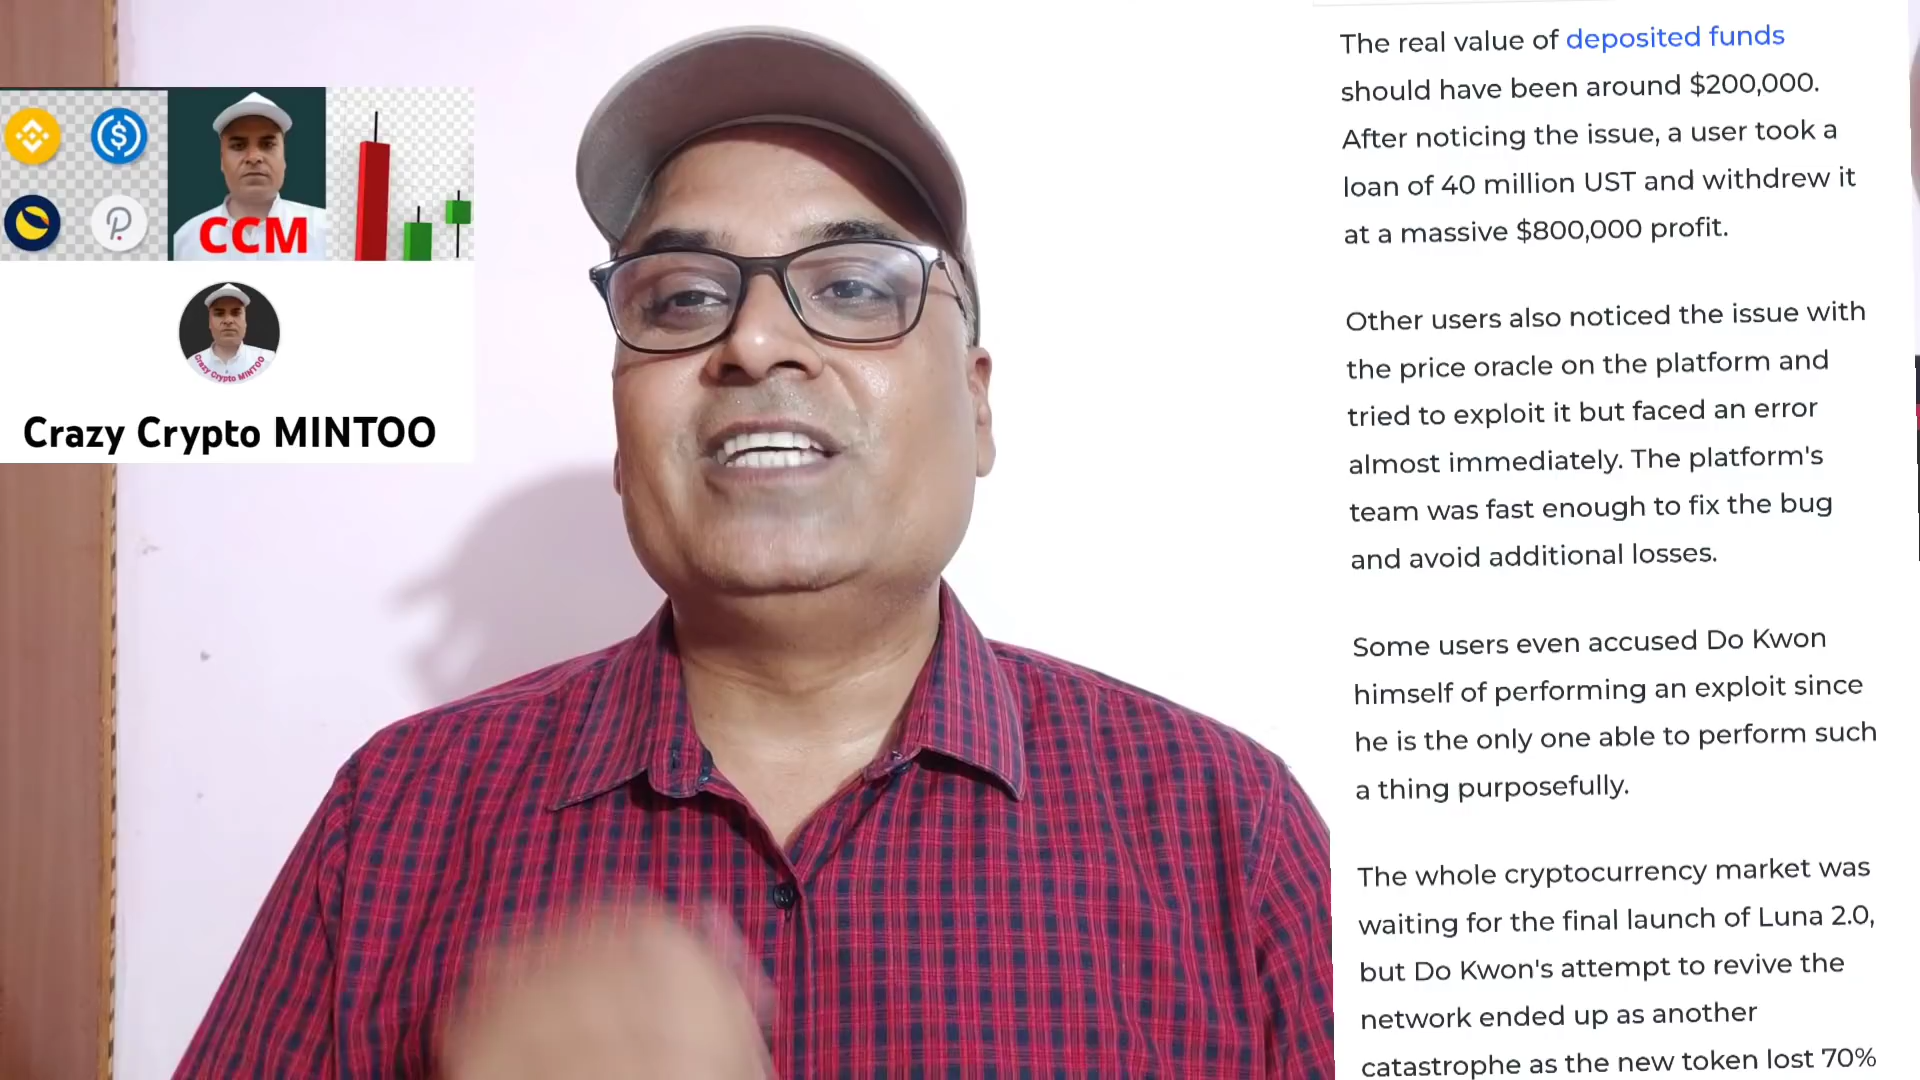 CCM
Crazy Crypto MINTOO
Crazy Crypto MINTOO
The real value of deposited funds
should have been around $200,000.
After noticing the issue, a user took a
loan of 40 million UST and withdrew it
at a massive $800,000 profit.
Other users also noticed the issue with
the price oracle on the platform and
tried to exploit it but faced an error
almost immediately. The platform's
team was fast enough to fix the bug
and avoid additional losses.
Some users even accused Do Kwon
himself of performing an exploit since
he is the only one able to perform such
a thing purposefully.
The whole cryptocurrency market was
waiting for the final launch of Luna 2.0,
but Do Kwon's attempt to revive the
network ended up as another
catastrophe as the new token lost 70%